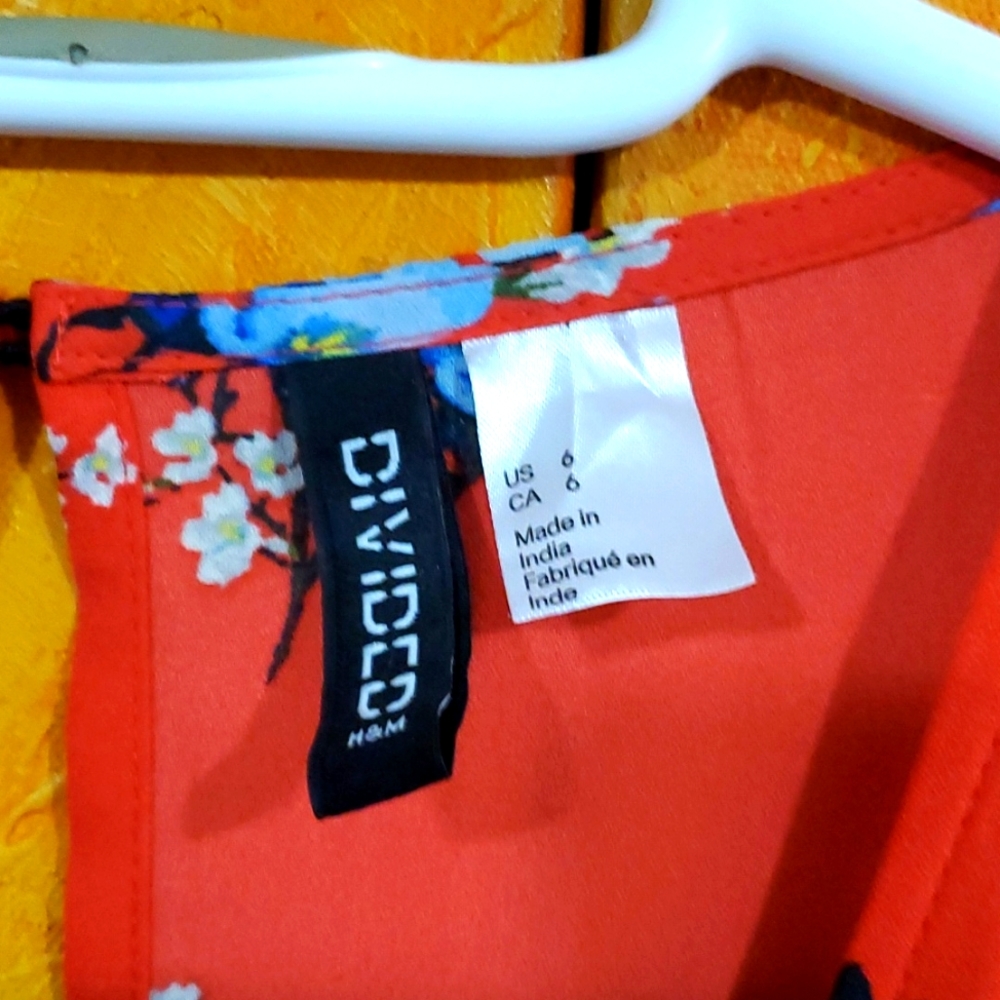 DIVIDED
H&M
US 6
CA 6
Made in
India
Fabriqué en
Inde